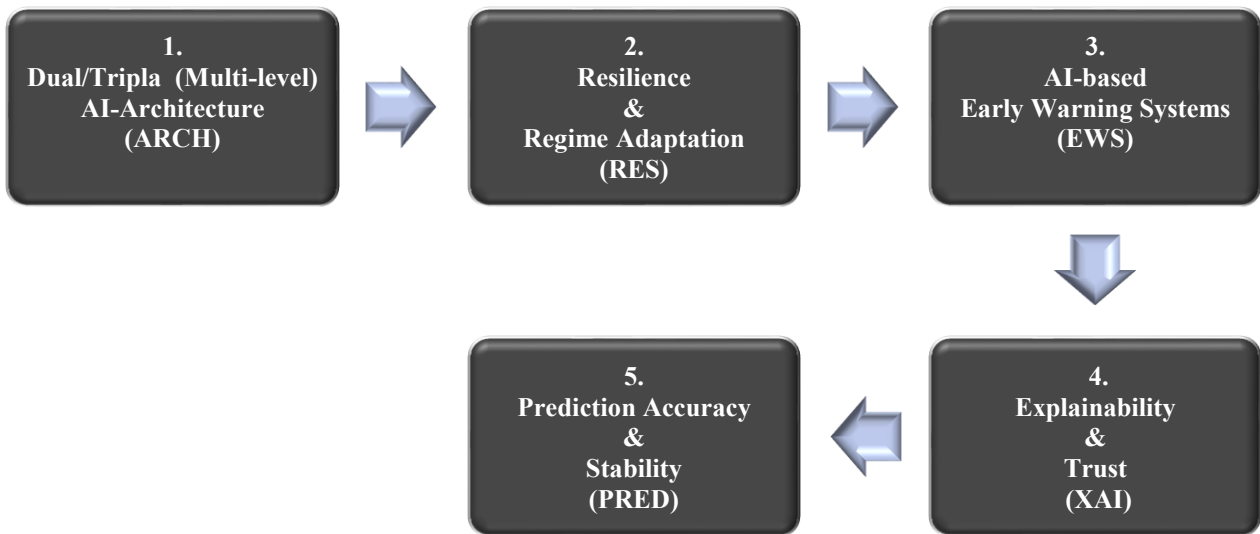 1.
Dual/Tripla (Multi-level)
AI-Architecture
(ARCH)
2.
Resilience
&
Regime Adaptation
(RES)
3.
AI-based
Early Warning Systems
(EWS)
4.
Explainability
&
Trust
(XAI)
5.
Prediction Accuracy
&
Stability
(PRED)